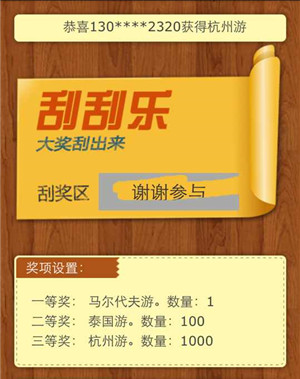 恭喜130****2320获得杭州游
刮刮乐
大奖刮出来
刮奖区 谢谢参与
奖项设置：
一等奖： 马尔代夫游。数量：1
二等奖： 泰国游。数量：100
三等奖： 杭州游。数量：1000